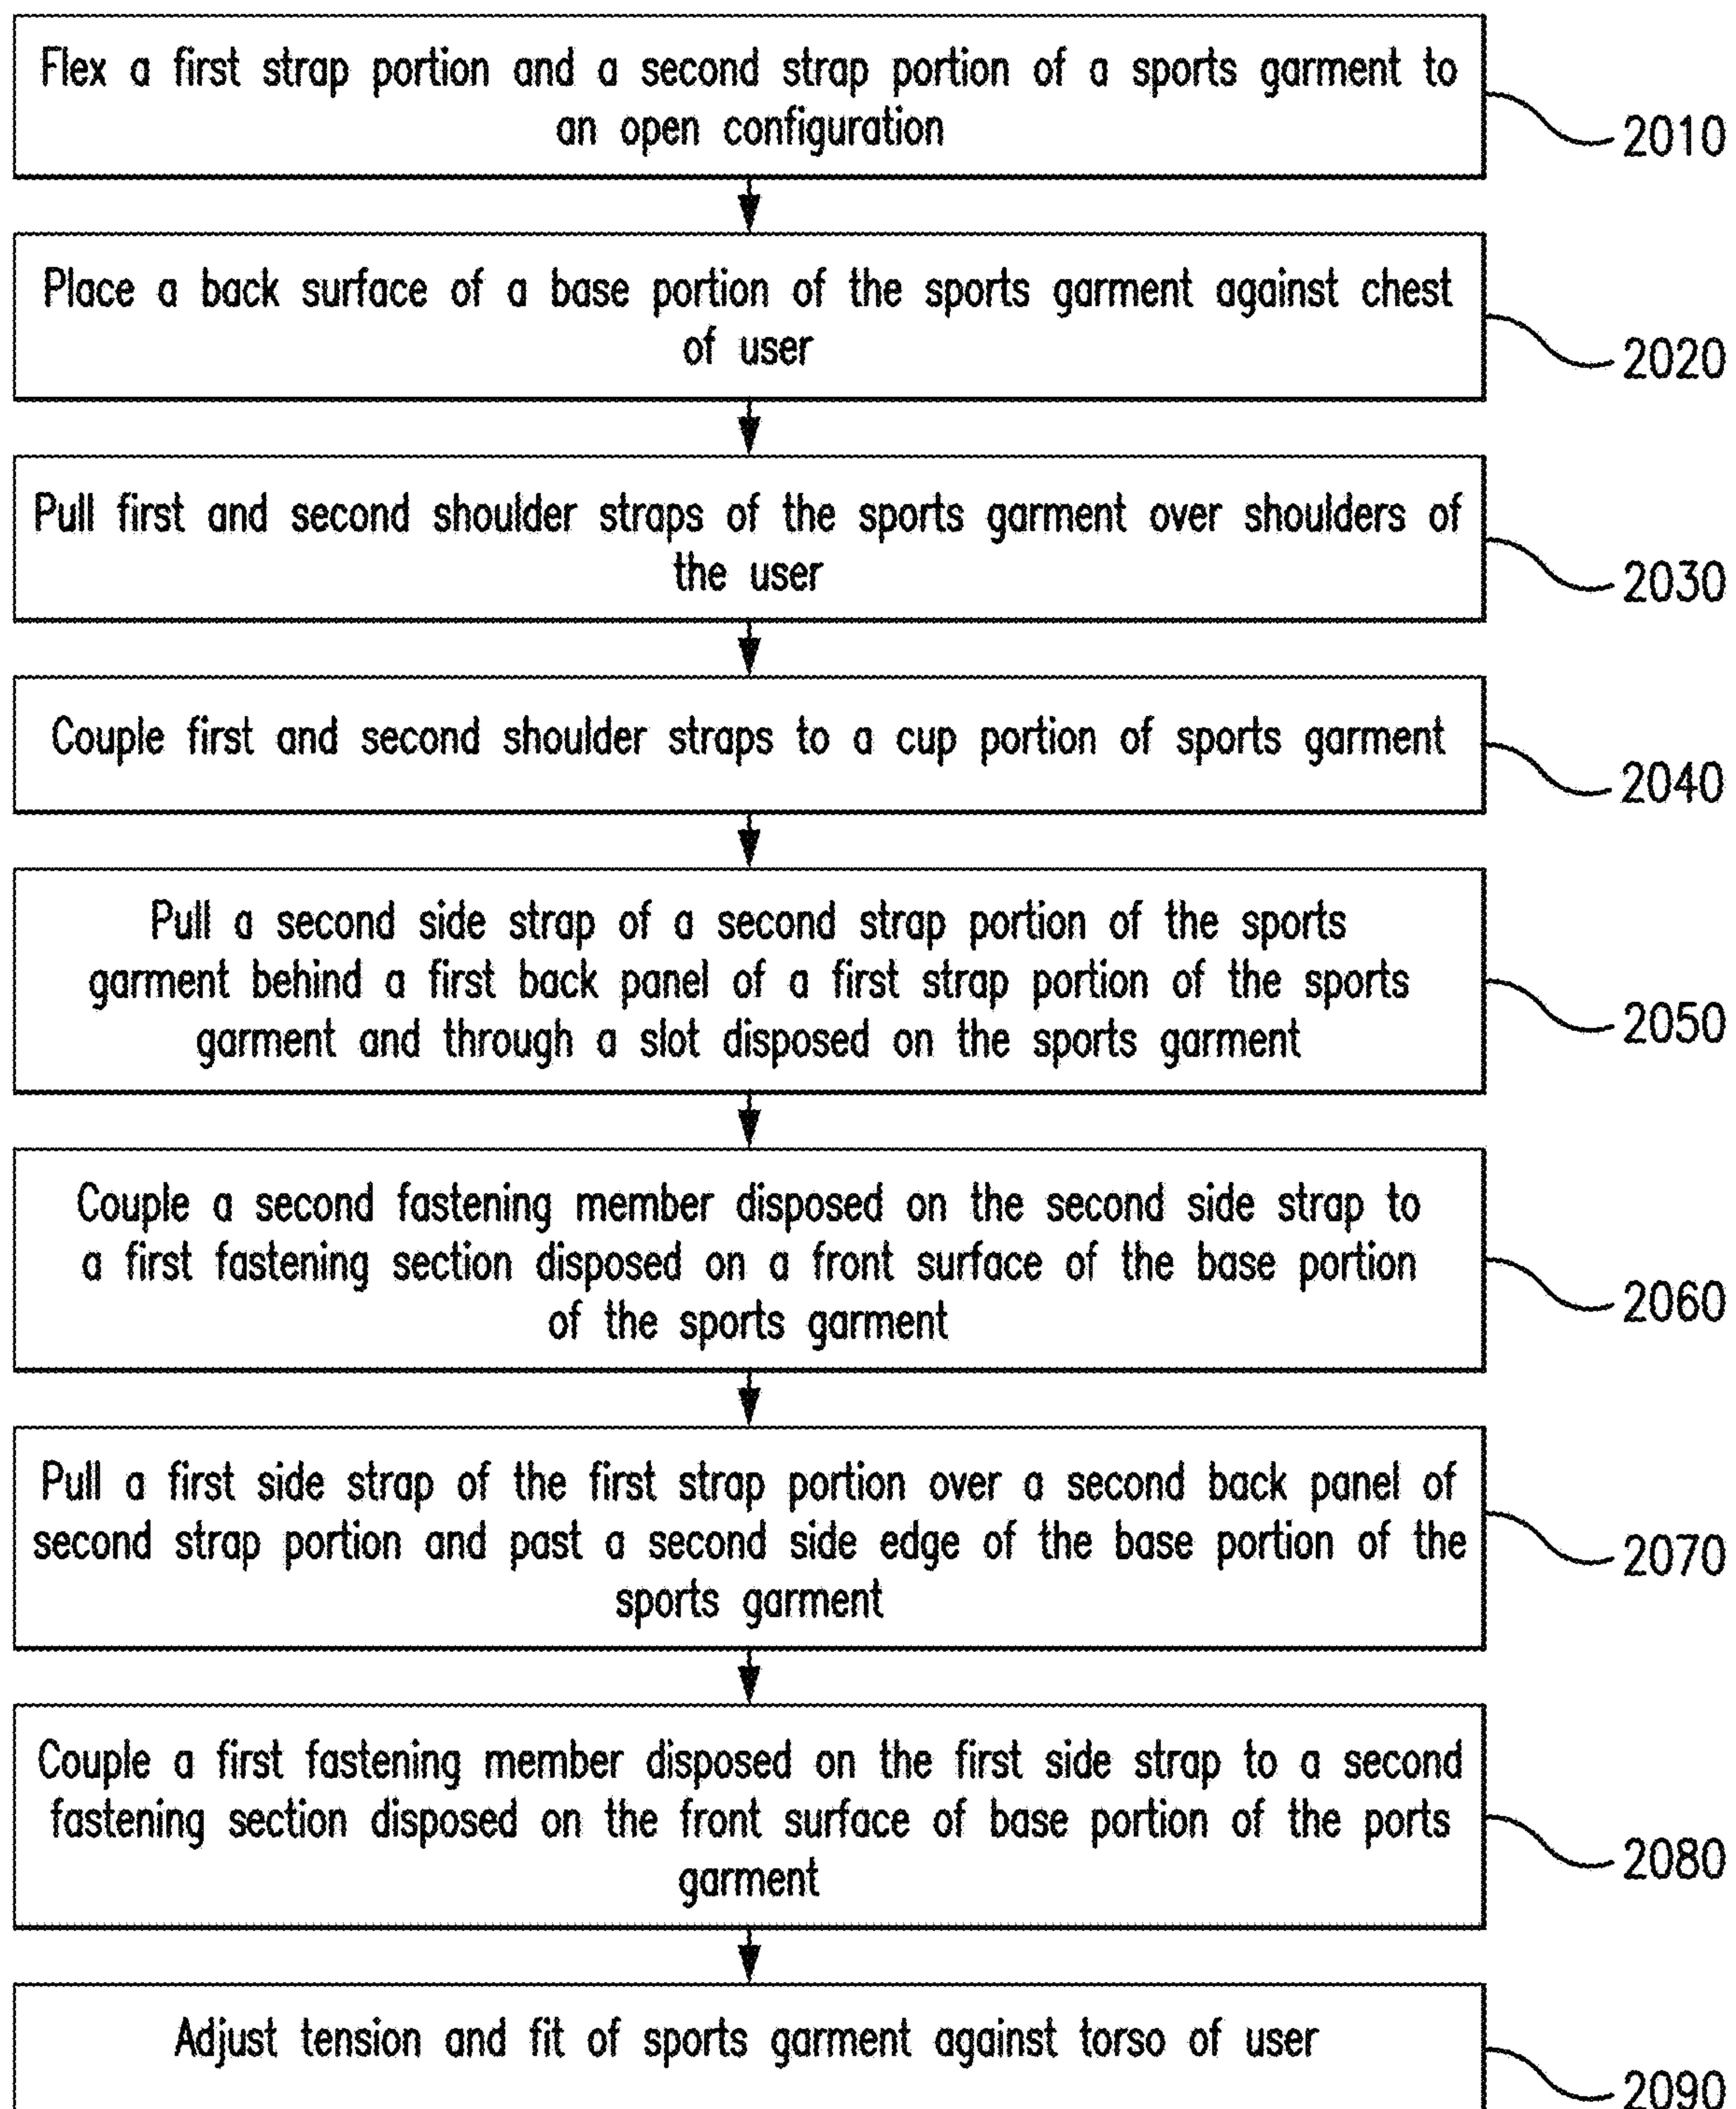 Flex a first strap portion and a second strap portion of a sports garment to
an open configuration
2010
Place a back surface of a base portion of the sports garment against chest
of user
2020
Pull first and second shoulder straps of the sports garment over shoulders of
the user
2030
Couple first and second shoulder straps to a cup portion of sports garment
2040
Pull a second side strap of a second strap portion of the sports
garment behind a first back panel of a first strap portion of the sports
garment and through a slot disposed on the sports garment
2050
Couple a second fastening member disposed on the second side strap to
a first fastening section disposed on a front surface of the base portion
of the sports garment
2060
Pull a first side strap of the first strap portion over a second back panel of
second strap portion and past a second side edge of the base portion of the
sports garment
2070
Couple a first fastening member disposed on the first side strap to a second
fastening section disposed on the front surface of base portion of the ports
garment
2080
Adjust tension and fit of sports garment against torso of user
2090